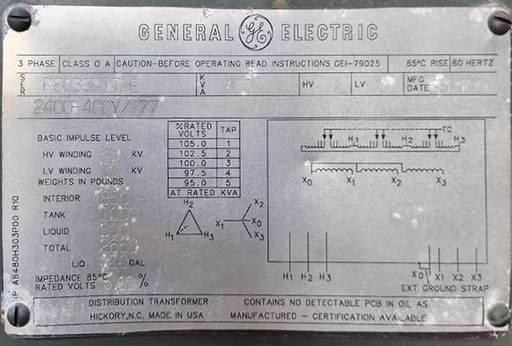 GENERAL GE ELECTRIC
3 PHASE CLASS O A CAUTION-BEFORE OPERATING READ INSTRUCTIONS GEI-79025 65°C RISE 60 HERTZ
KVA HV LV MFG DATE
2400-480Y/277
BASIC IMPULSE LEVEL
HV WINDING KV
LV WINDING KV
WEIGHTS IN POUNDS
INTERIOR
TANK
LIQUID
TOTAL
LIQ GAL
IMPEDANCE 85°C %
RATED VOLTS
%RATED VOLTS TAP
105.0 1
102.5 2
100.0 3
97.5 4
95.0 5
AT RATED KVA
H2
H1 H3
X2
X1 X0
X3
TC
H1 H2 H3
X0 X1 X2 X3
H1 H2 H3
X0 X1 X2 X3
EXT GROUND STRAP
DISTRIBUTION TRANSFORMER
HICKORY,N.C. MADE IN USA
CONTAINS NO DETECTABLE PCB IN OIL AS
MANUFACTURED - CERTIFICATION AVAILABLE
NP A6480H303P00 R10